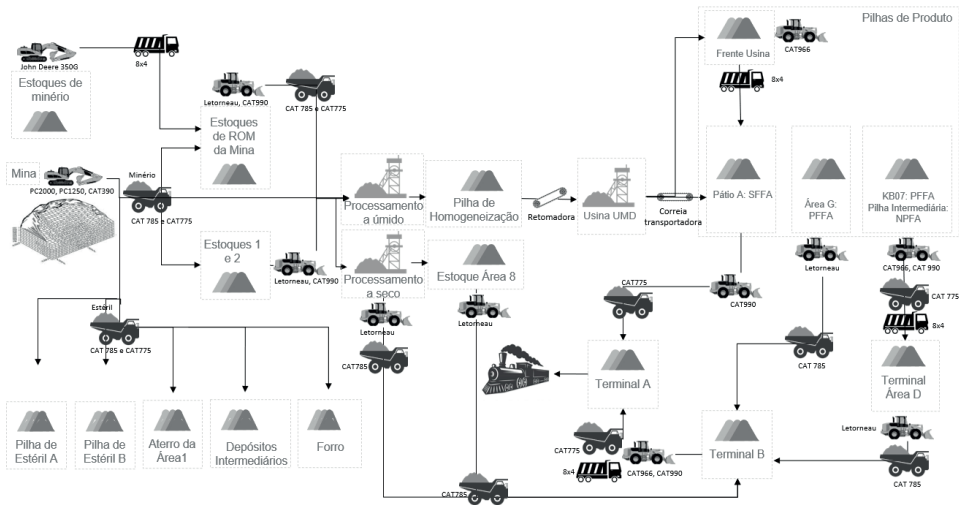 Pilhas de Produto
John Deere 350G
8x4
Estoques de
minério
Letorneau, CAT990
CAT 785 e CAT775
Frente Usina
CAT966
8x4
Estoques
de ROM
da Mina
Mina
PC2000, PC1250, CAT390
Minério
CAT 785 e CAT775
Processamento
a úmido
Pilha de
Homogeneização
Retomadora
Usina UMD
Correia
transportadora
Pátio A: SFFA
Área G:
PFFA
KB07: PFFA
Pilha Intermediária:
NPFA
Estoques 1
e 2
Letorneau, CAT990
Processamento
a seco
Estoque Área 8
Letorneau
Letorneau
CAT785
CAT775
CAT990
Letorneau
CAT966, CAT 990
CAT 775
8x4
CAT 785
Estéril
CAT 785 e CAT775
Terminal A
Terminal
Área D
Pilha de
Estéril A
Pilha de
Estéril B
Aterro da
Área1
Depósitos
Intermediários
Forro
CAT775
8x4
CAT966, CAT990
Terminal B
Letorneau
CAT 785
CAT785